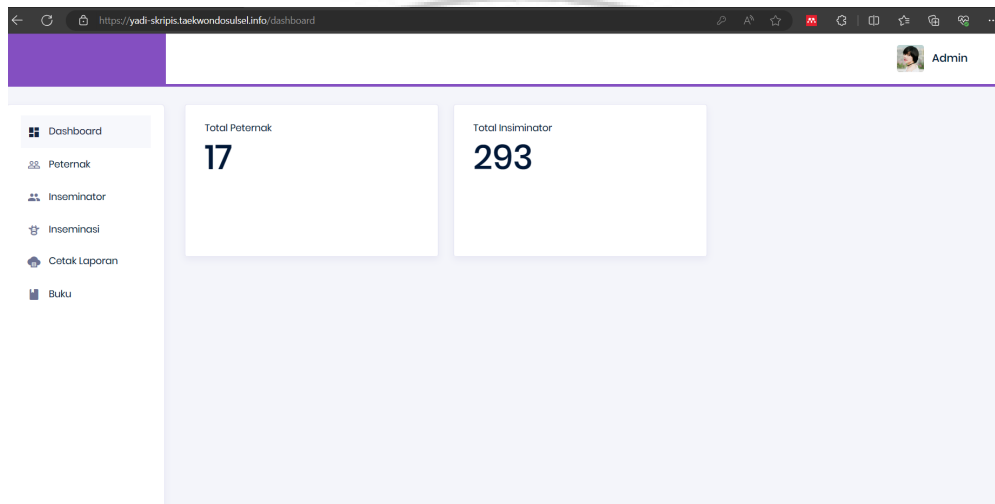 https://yadi-skripis.taekwondosulsel.info/dashboard
Admin
Dashboard
Peternak
Inseminator
Inseminasi
Cetak Laporan
Buku
Total Peternak
17
Total Insiminator
293